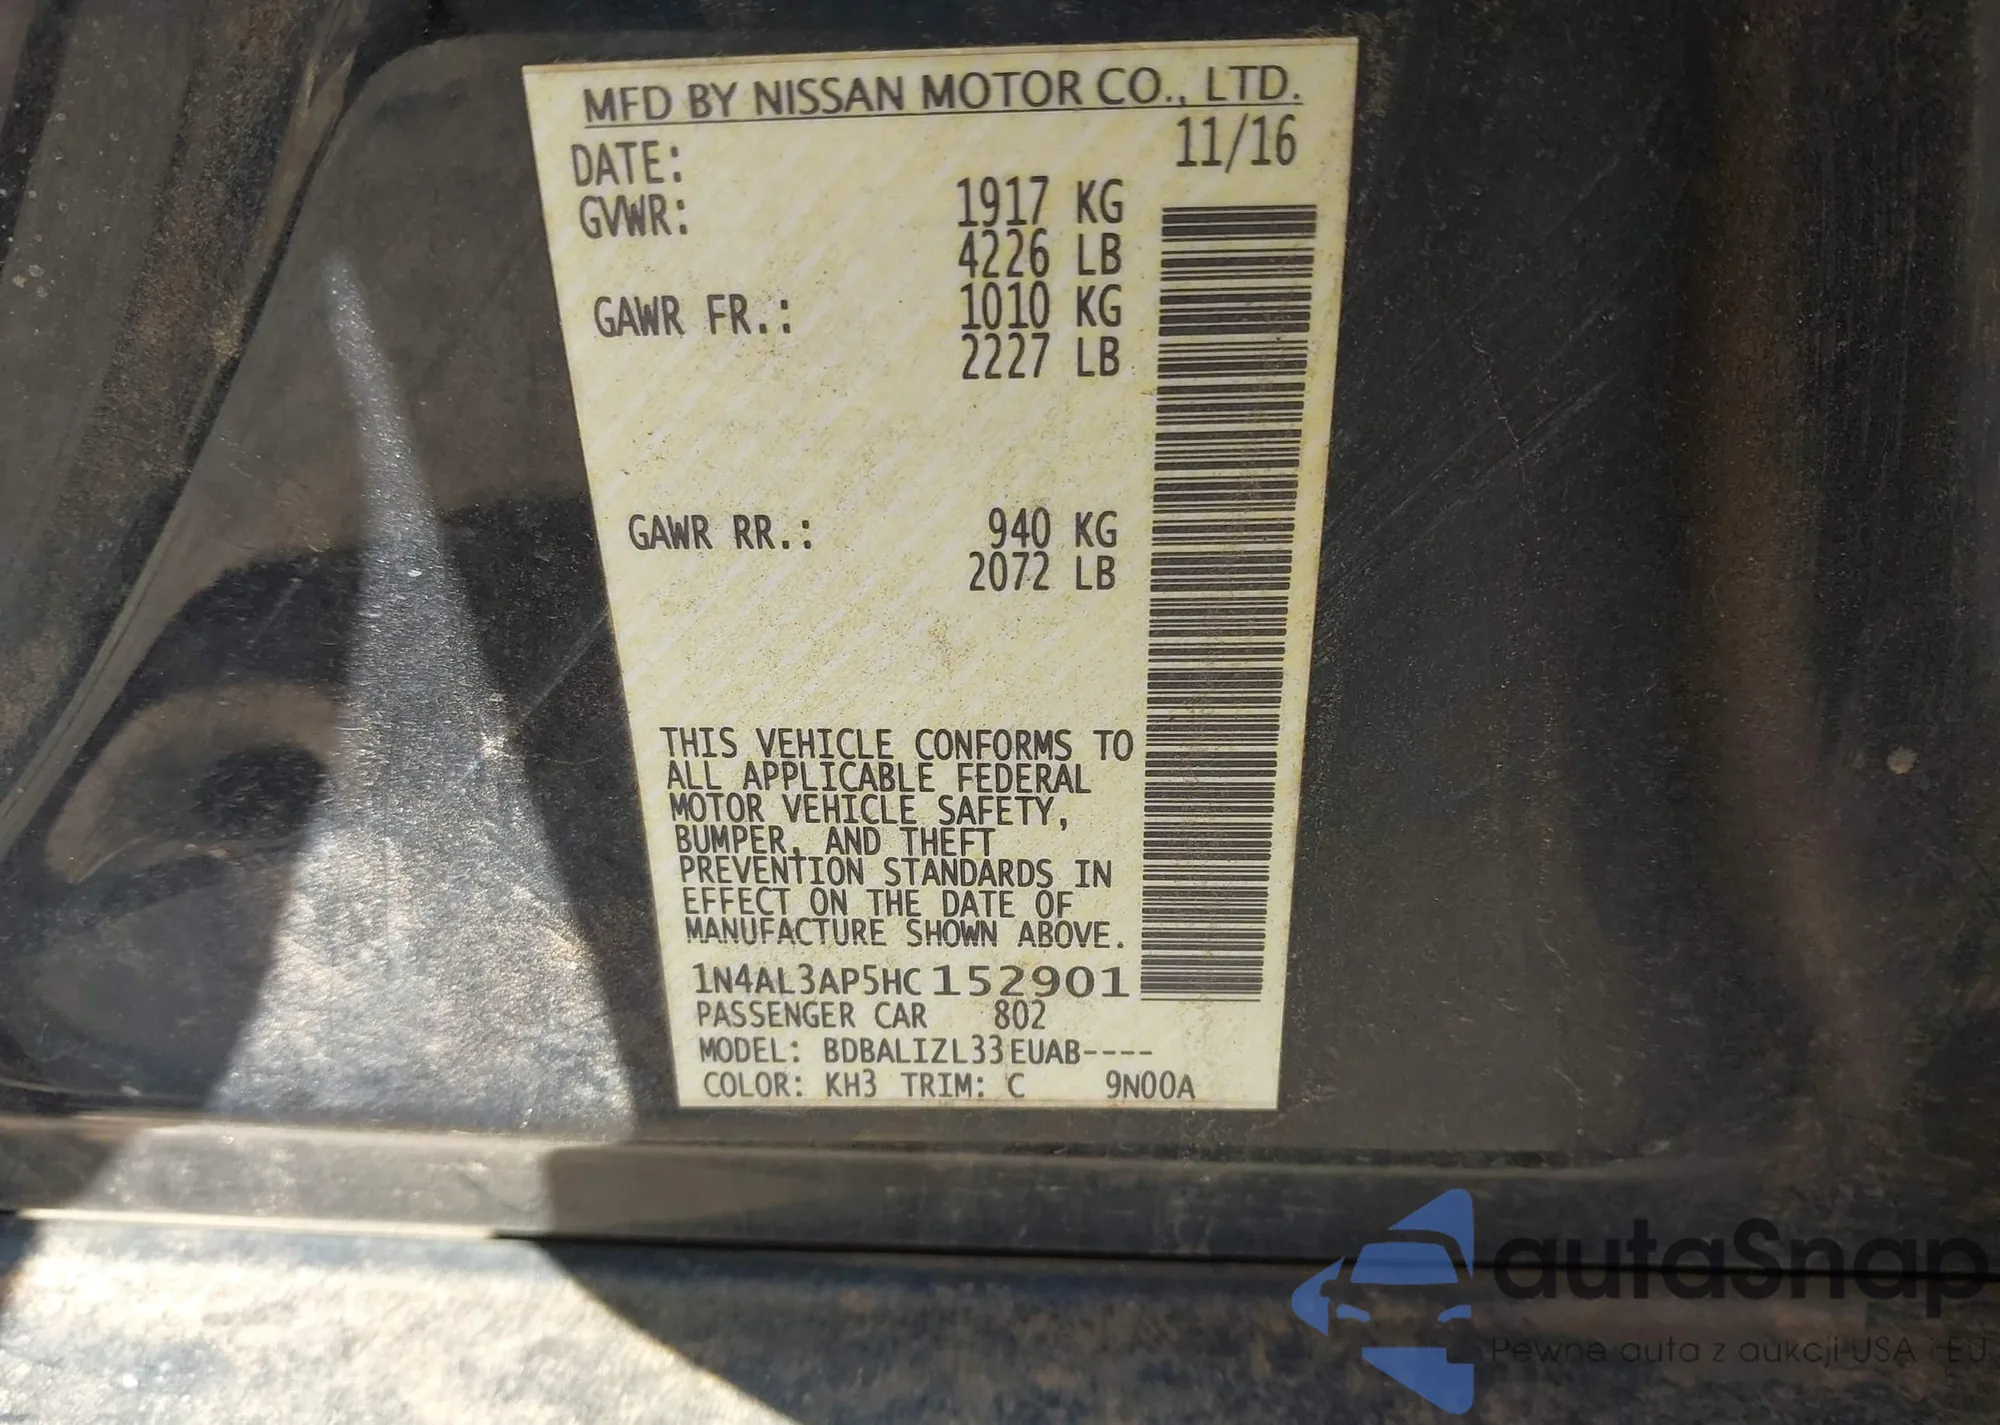 MFD BY NISSAN MOTOR CO., LTD.
DATE: 11/16
GVWR: 1917 KG
4226 LB
GAWR FR.: 1010 KG
2227 LB
GAWR RR.: 940 KG
2072 LB
THIS VEHICLE CONFORMS TO
ALL APPLICABLE FEDERAL
MOTOR VEHICLE SAFETY,
BUMPER, AND THEFT
PREVENTION STANDARDS IN
EFFECT ON THE DATE OF
MANUFACTURE SHOWN ABOVE.
1N4AL3AP5HC152901
PASSENGER CAR 802
MODEL: BDBALIZL33EUAB----
COLOR: KH3 TRIM: C 9N00A
autaSnap
Pewne auta z aukcji USA i EU